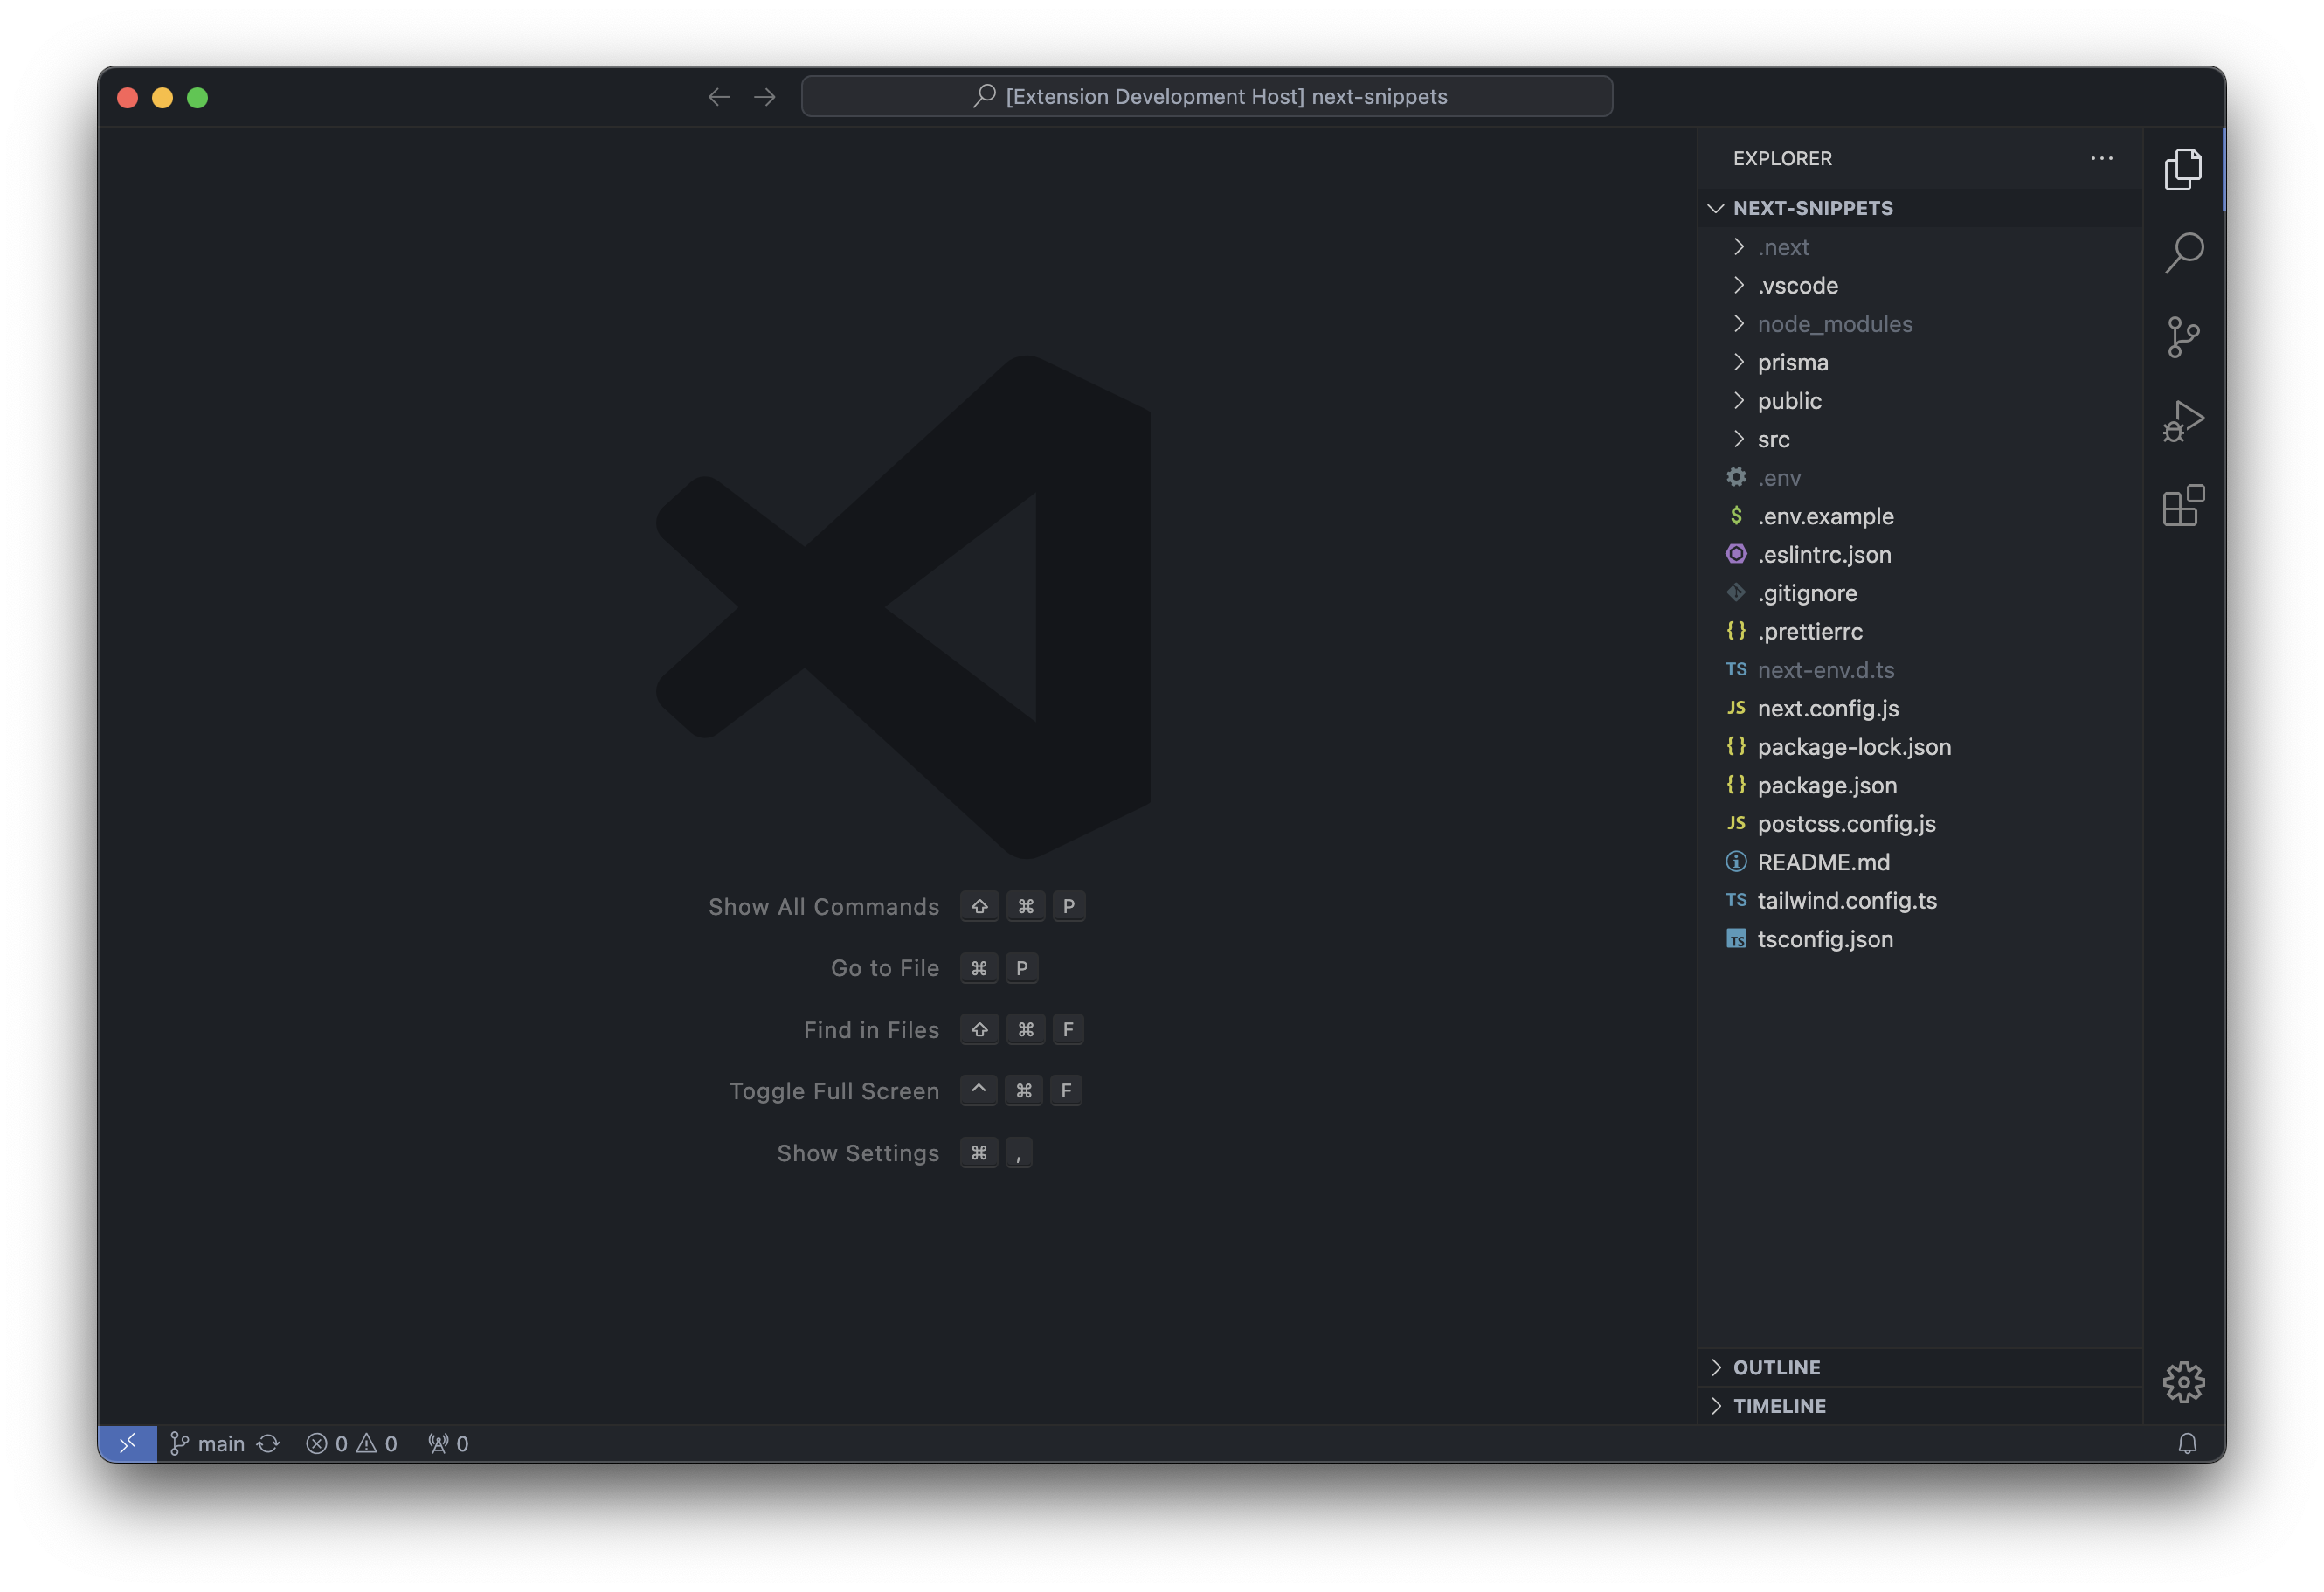 [Extension Development Host] next-snippets
Show All Commands ⇧ ⌘ P
Go to File ⌘ P
Find in Files ⇧ ⌘ F
Toggle Full Screen ^ ⌘ F
Show Settings ⌘ ,
EXPLORER
NEXT-SNIPPETS
.next
.vscode
node_modules
prisma
public
src
.env
$ .env.example
.eslintrc.json
.gitignore
{} .prettierrc
TS next-env.d.ts
JS next.config.js
{} package-lock.json
{} package.json
JS postcss.config.js
README.md
TS tailwind.config.ts
TS tsconfig.json
OUTLINE
TIMELINE
main 0 0 0